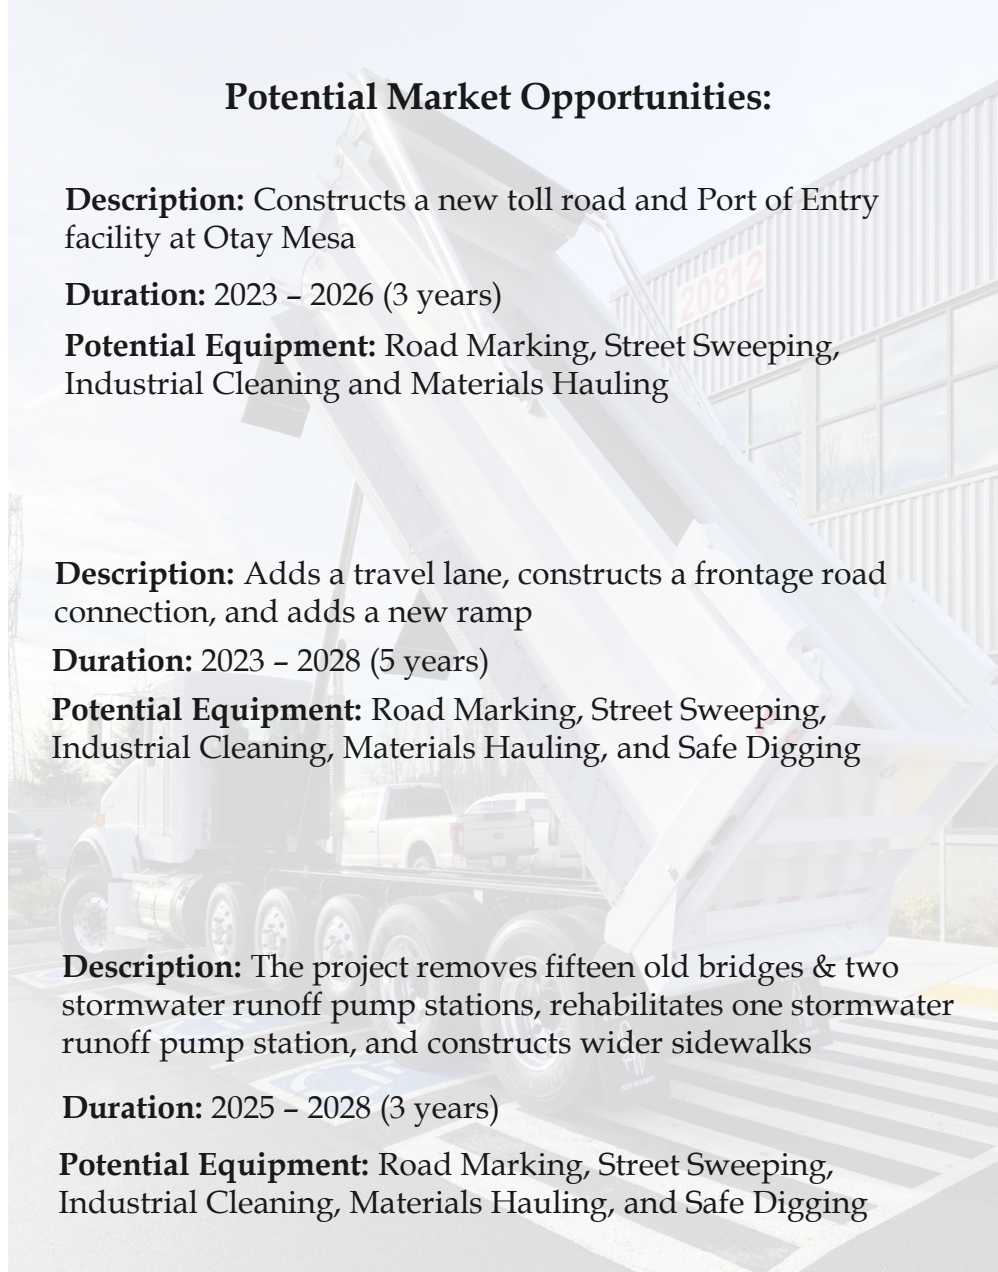 Potential Market Opportunities:
Description: Constructs a new toll road and Port of Entry
facility at Otay Mesa
Duration: 2023 – 2026 (3 years)
Potential Equipment: Road Marking, Street Sweeping,
Industrial Cleaning and Materials Hauling
20812
Description: Adds a travel lane, constructs a frontage road
connection, and adds a new ramp
Duration: 2023 – 2028 (5 years)
Potential Equipment: Road Marking, Street Sweeping,
Industrial Cleaning, Materials Hauling, and Safe Digging
Description: The project removes fifteen old bridges & two
stormwater runoff pump stations, rehabilitates one stormwater
runoff pump station, and constructs wider sidewalks
Duration: 2025 – 2028 (3 years)
Potential Equipment: Road Marking, Street Sweeping,
Industrial Cleaning, Materials Hauling, and Safe Digging